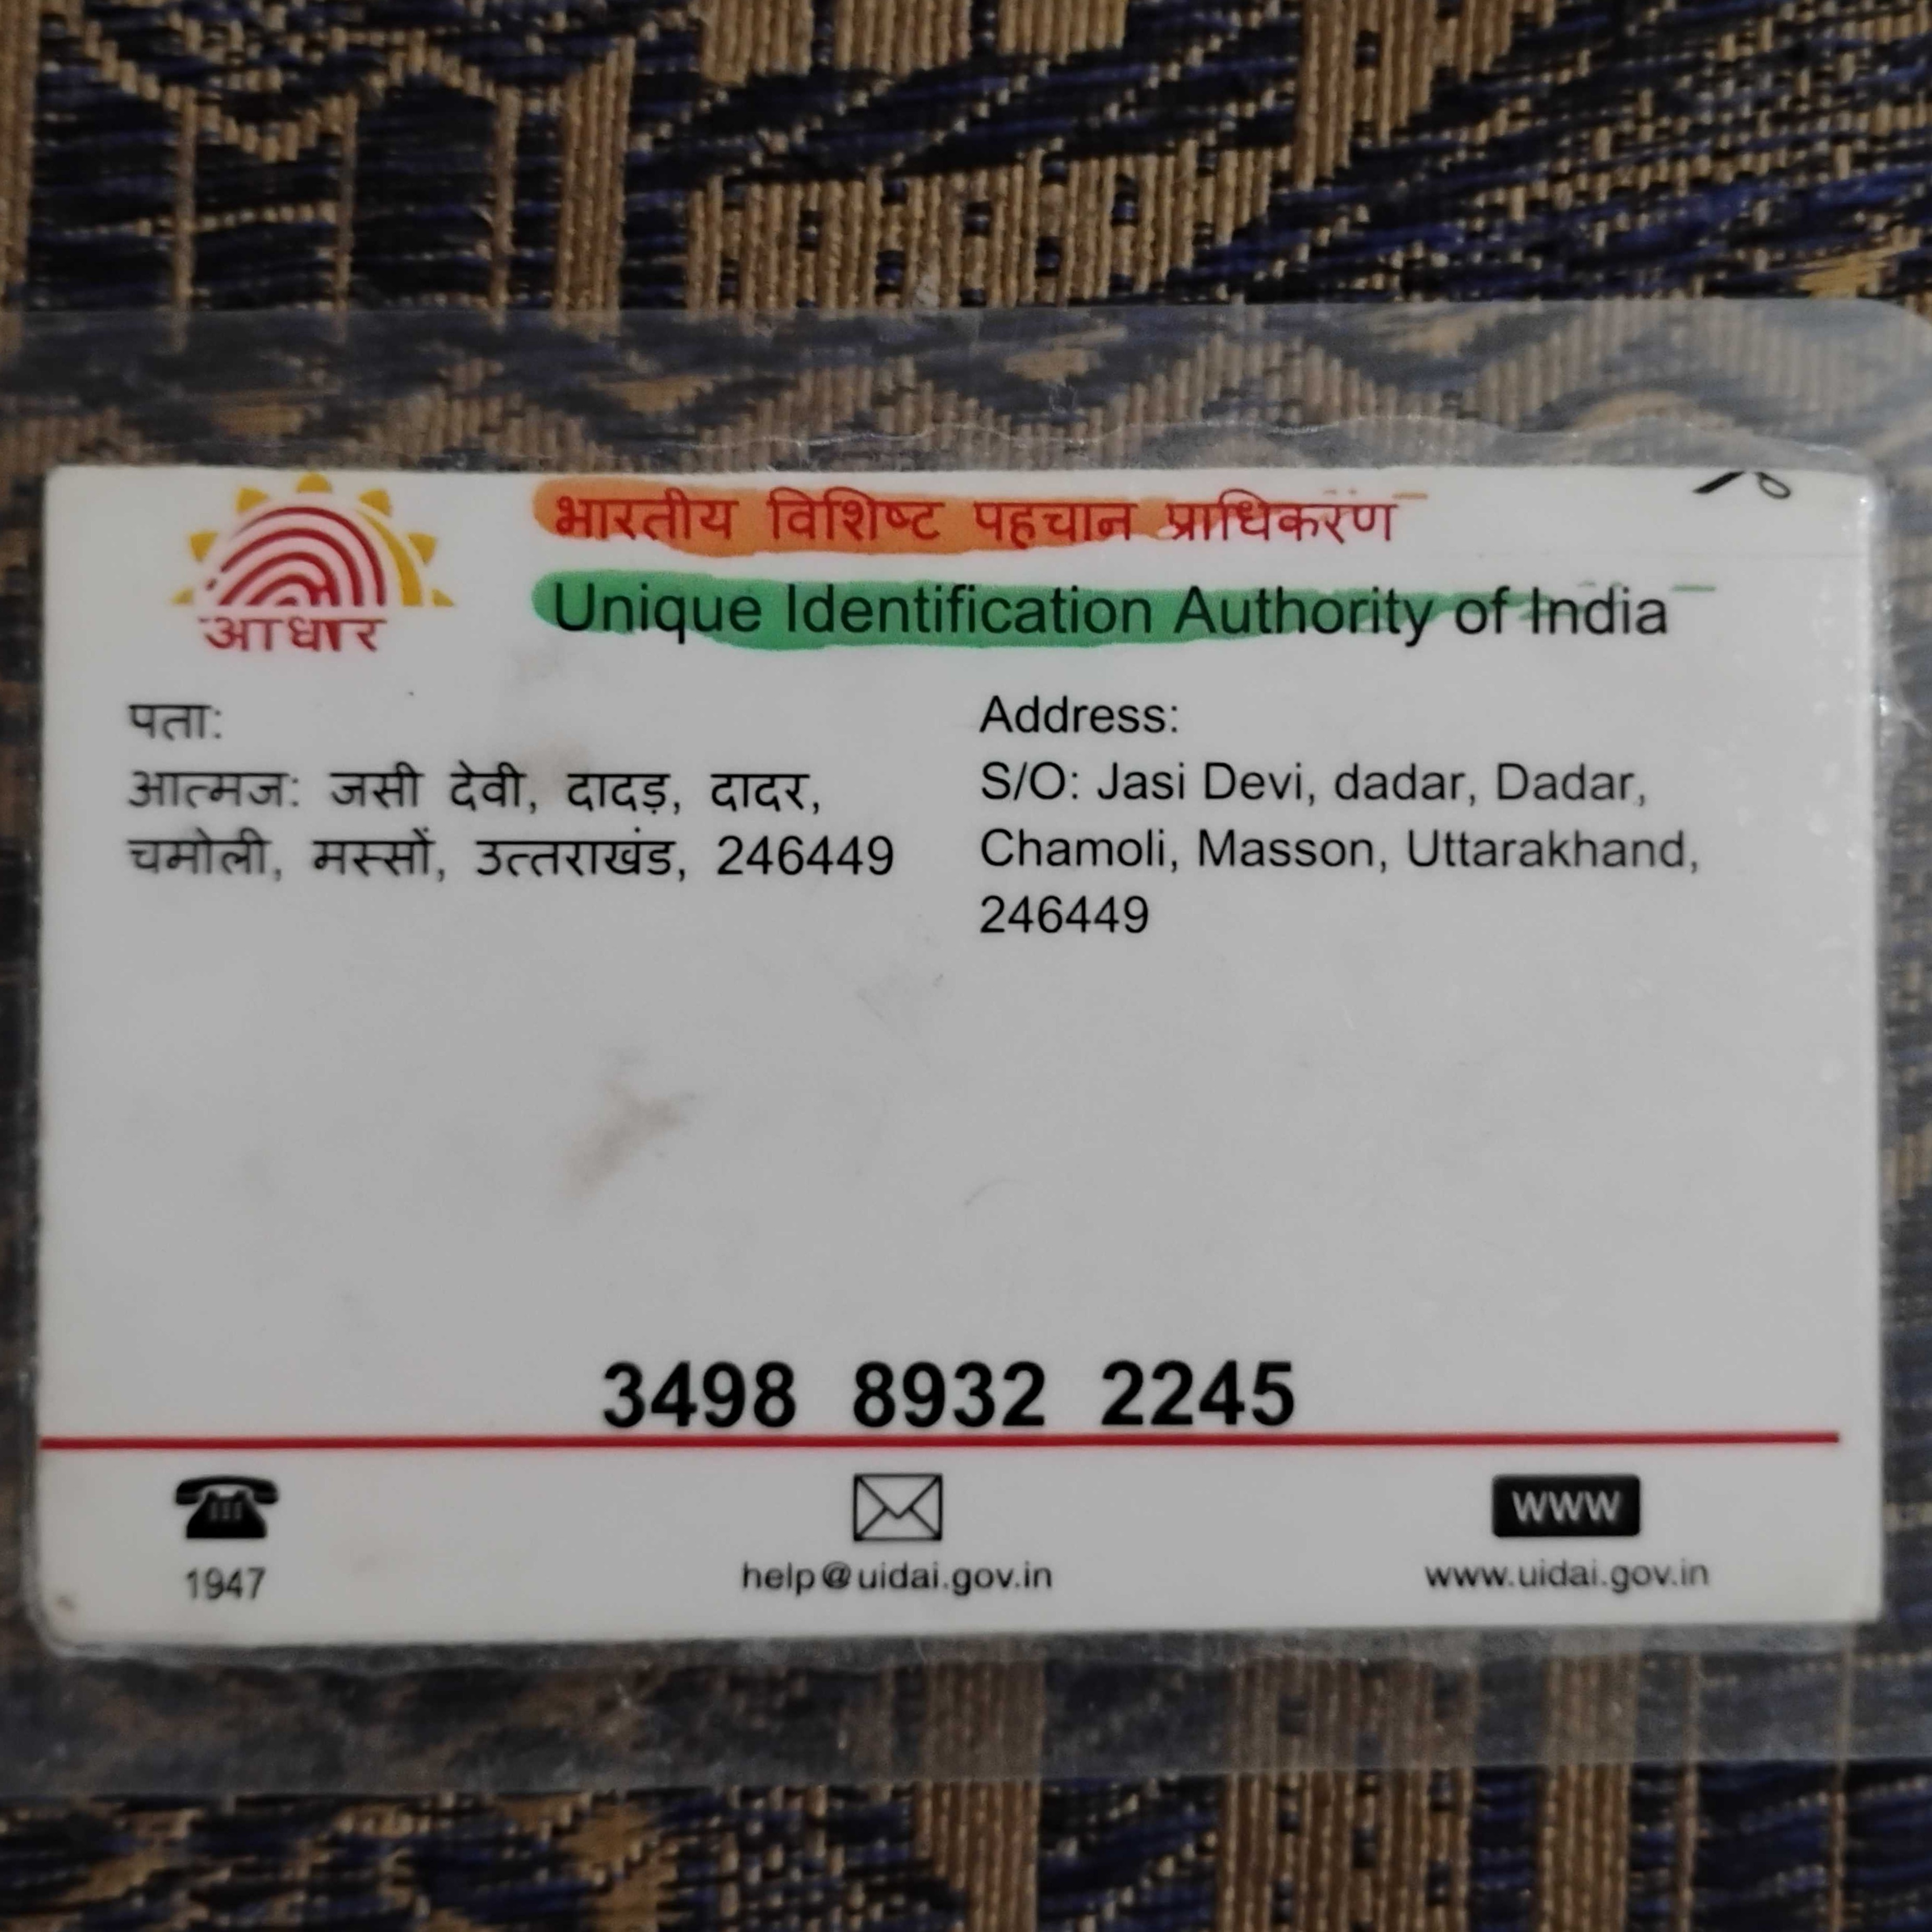 आधार
भारतीय विशिष्ट पहचान प्राधिकरण
Unique Identification Authority of India
पता:
आत्मज: जसी देवी, दादड़, दादर,
चमोली, मस्सों, उत्तराखंड, 246449
Address:
S/O: Jasi Devi, dadar, Dadar,
Chamoli, Masson, Uttarakhand,
246449
3498 8932 2245
1947
help@uidai.gov.in
WWW
www.uidai.gov.in